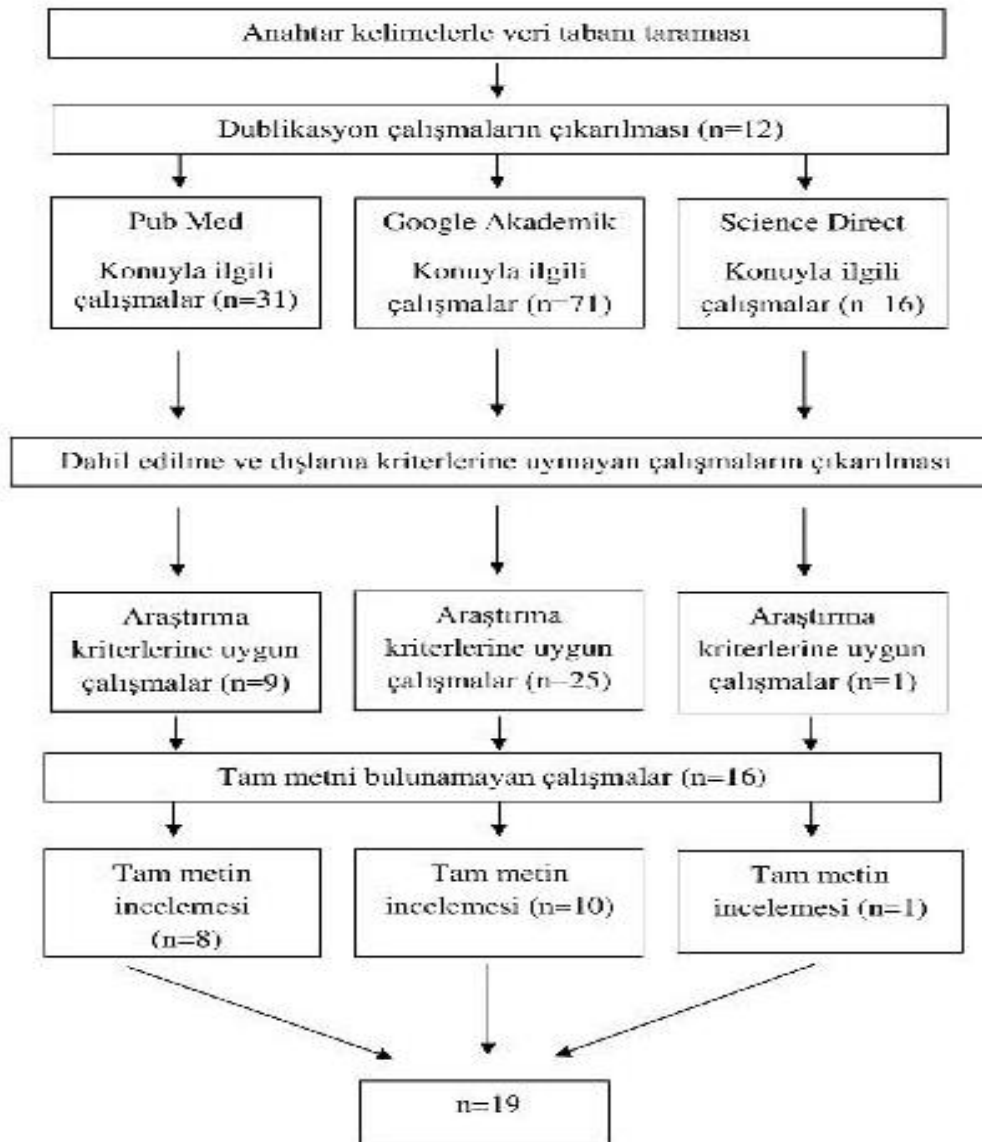 Anahtar kelimelerle veri tabanı taraması
Dublikasyon çalışmaların çıkarılması (n=12)
Pub Med
Konuyla ilgili
çalışmalar (n=31)
Google Akademik
Konuyla ilgili
çalışmalar (n=71)
Science Direct
Konuyla ilgili
çalışmalar (n=16)
Dahil edilme ve dışlama kriterlerine uymayan çalışmaların çıkarılması
Araştırma
kriterlerine uygun
çalışmalar (n=9)
Araştırma
kriterlerine uygun
çalışmalar (n=25)
Araştırma
kriterlerine uygun
çalışmalar (n=1)
Tam metni bulunamayan çalışmalar (n=16)
Tam metin
incelemesi
(n=8)
Tam metin
incelemesi (n=10)
Tam metin
incelemesi (n=1)
n=19